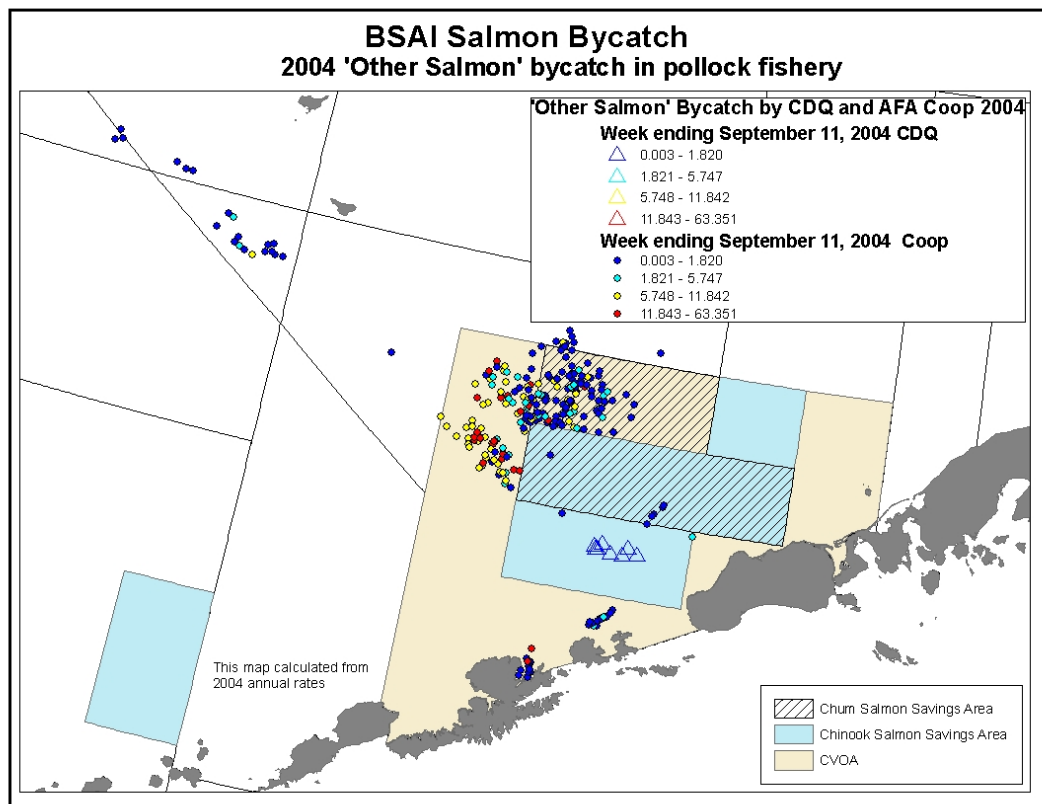 BSAI Salmon Bycatch
2004 'Other Salmon' bycatch in pollock fishery
'Other Salmon' Bycatch by CDQ and AFA Coop 2004
Week ending September 11, 2004 CDQ
0.003 - 1.820
1.821 - 5.747
5.748 - 11.842
11.843 - 63.351
Week ending September 11, 2004 Coop
0.003 - 1.820
1.821 - 5.747
5.748 - 11.842
11.843 - 63.351
This map calculated from
2004 annual rates
Chum Salmon Savings Area
Chinook Salmon Savings Area
CVOA